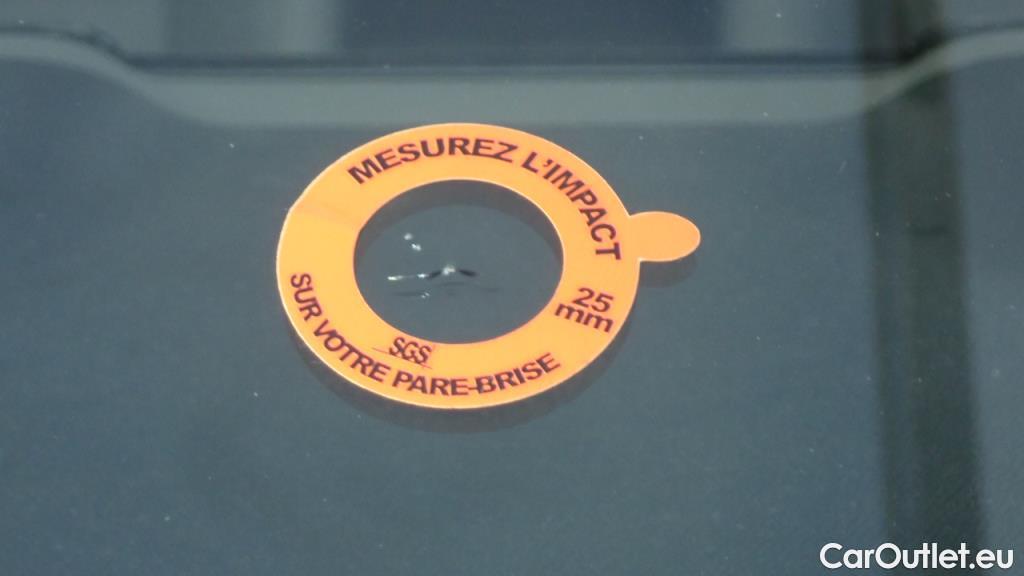 MESUREZ L'IMPACT
25
mm
SGS
SUR VOTRE PARE-BRISE
CarOutlet.eu